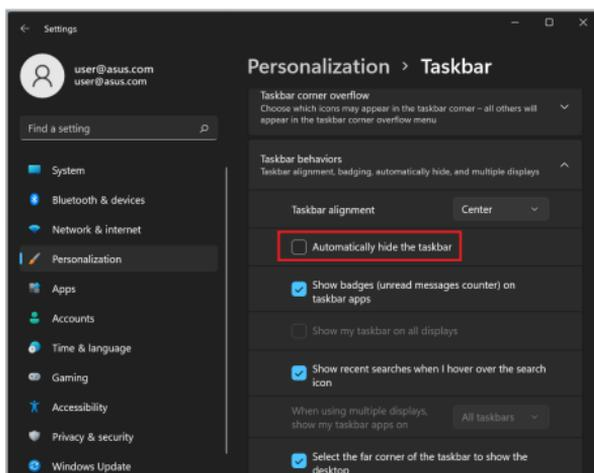 Settings
user@asus.com
user@asus.com
Find a setting
System
Bluetooth & devices
Network & internet
Personalization
Apps
Accounts
Time & language
Gaming
Accessibility
Privacy & security
Windows Update
Personalization > Taskbar
Taskbar corner overflow
Choose which icons may appear in the taskbar corner – all others will
appear in the taskbar corner overflow menu
Taskbar behaviors
Taskbar alignment, badging, automatically hide, and multiple displays
Taskbar alignment
Center
Automatically hide the taskbar
Show badges (unread messages counter) on
taskbar apps
Show my taskbar on all displays
Show recent searches when I hover over the search
icon
When using multiple displays,
show my taskbar apps on
All taskbars
Select the far corner of the taskbar to show the
desktop